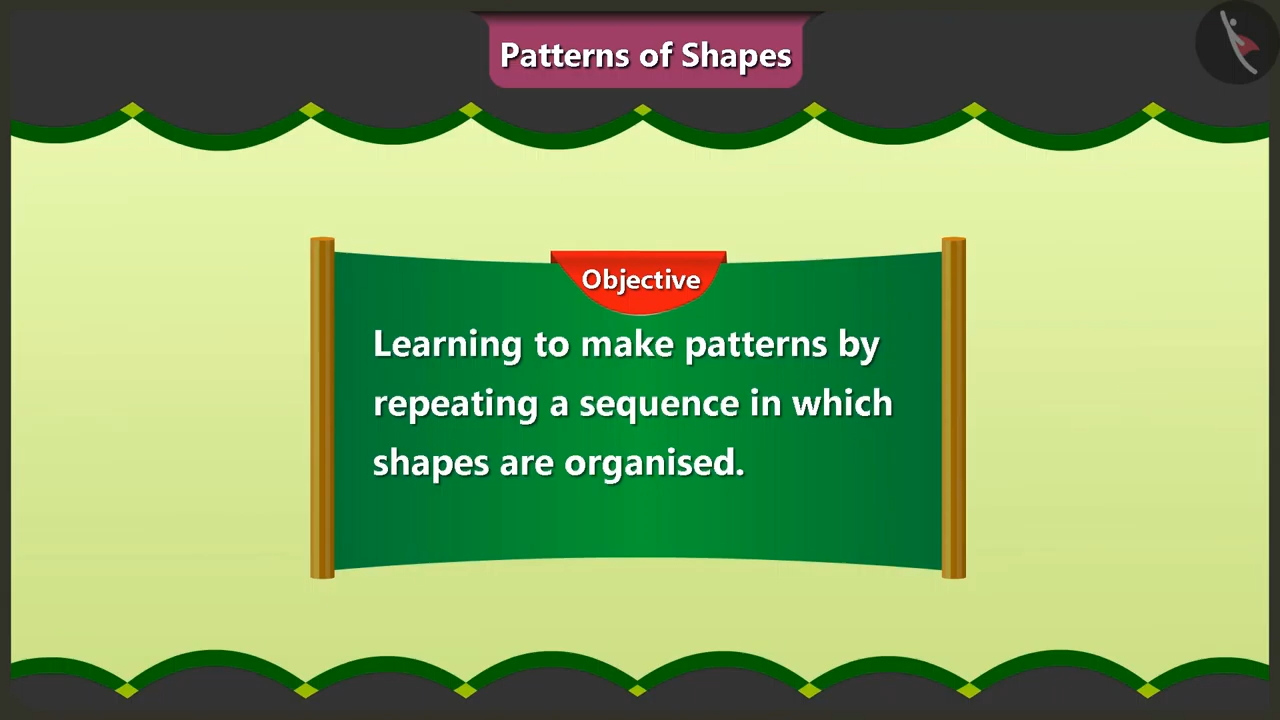 Patterns of Shapes
Objective
Learning to make patterns by
repeating a sequence in which
shapes are organised.